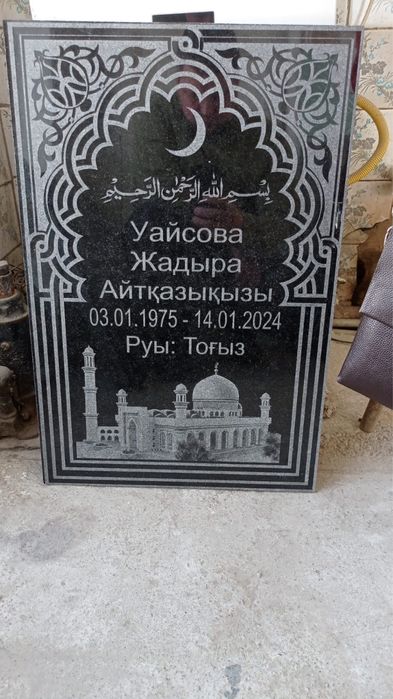 بِسْمِ اللهِ الرَّحْمٰنِ الرَّحِيْمِ
Уайсова
Жадыра
Айтқазықызы
03.01.1975 - 14.01.2024
Руы: Тоғыз